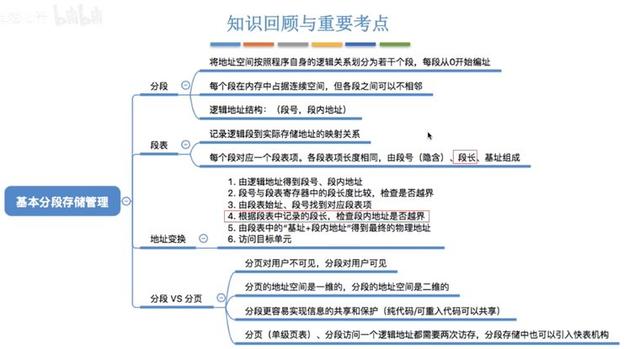 知识回顾与重要考点
将地址空间按照程序自身的逻辑关系划分为若干个段，每段从0开始编址
分段
每个段在内存中占据连续空间，但各段之间可以不相邻
逻辑地址结构：（段号，段内地址）
记录逻辑段到实际存储地址的映射关系
段表
每个段对应一个段表项。各段表项长度相同，由段号（隐含）、段长、基址组成
基本分段存储管理
1. 由逻辑地址得到段号、段内地址
2. 段号与段表寄存器中的段长度比较，检查是否越界
3. 由段表始址、段号找到对应段表项
4. 根据段表中记录的段长，检查段内地址是否越界
5. 由段表中的“基址+段内地址”得到最终的物理地址
6. 访问目标单元
地址变换
分页对用户不可见，分段对用户可见
分页的地址空间是一维的，分段的地址空间是二维的
分段 VS 分页
分段更容易实现信息的共享和保护（纯代码/可重入代码可以共享）
分页（单级页表）、分段访问一个逻辑地址都需要两次访存，分段存储中也可以引入快表机构